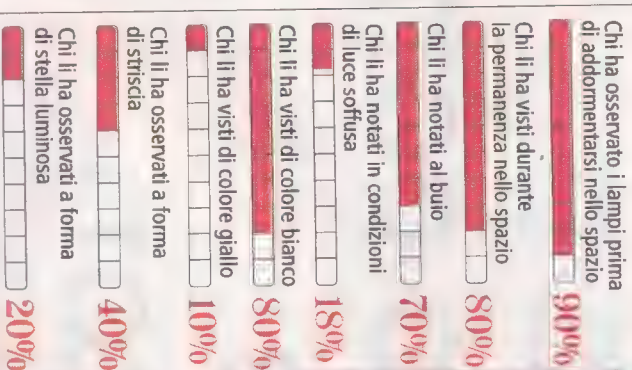 Chi ha osservato i lampi prima
di addormentarsi nello spazio
90%
Chi li ha visti durante
la permanenza nello spazio
80%
Chi li ha notati al buio
70%
Chi li ha notati in condizioni
di luce soffusa
18%
Chi li ha visti di colore bianco
80%
Chi li ha visti di colore giallo
10%
Chi li ha osservati a forma
di striscia
40%
Chi li ha osservati a forma
di stella luminosa
20%